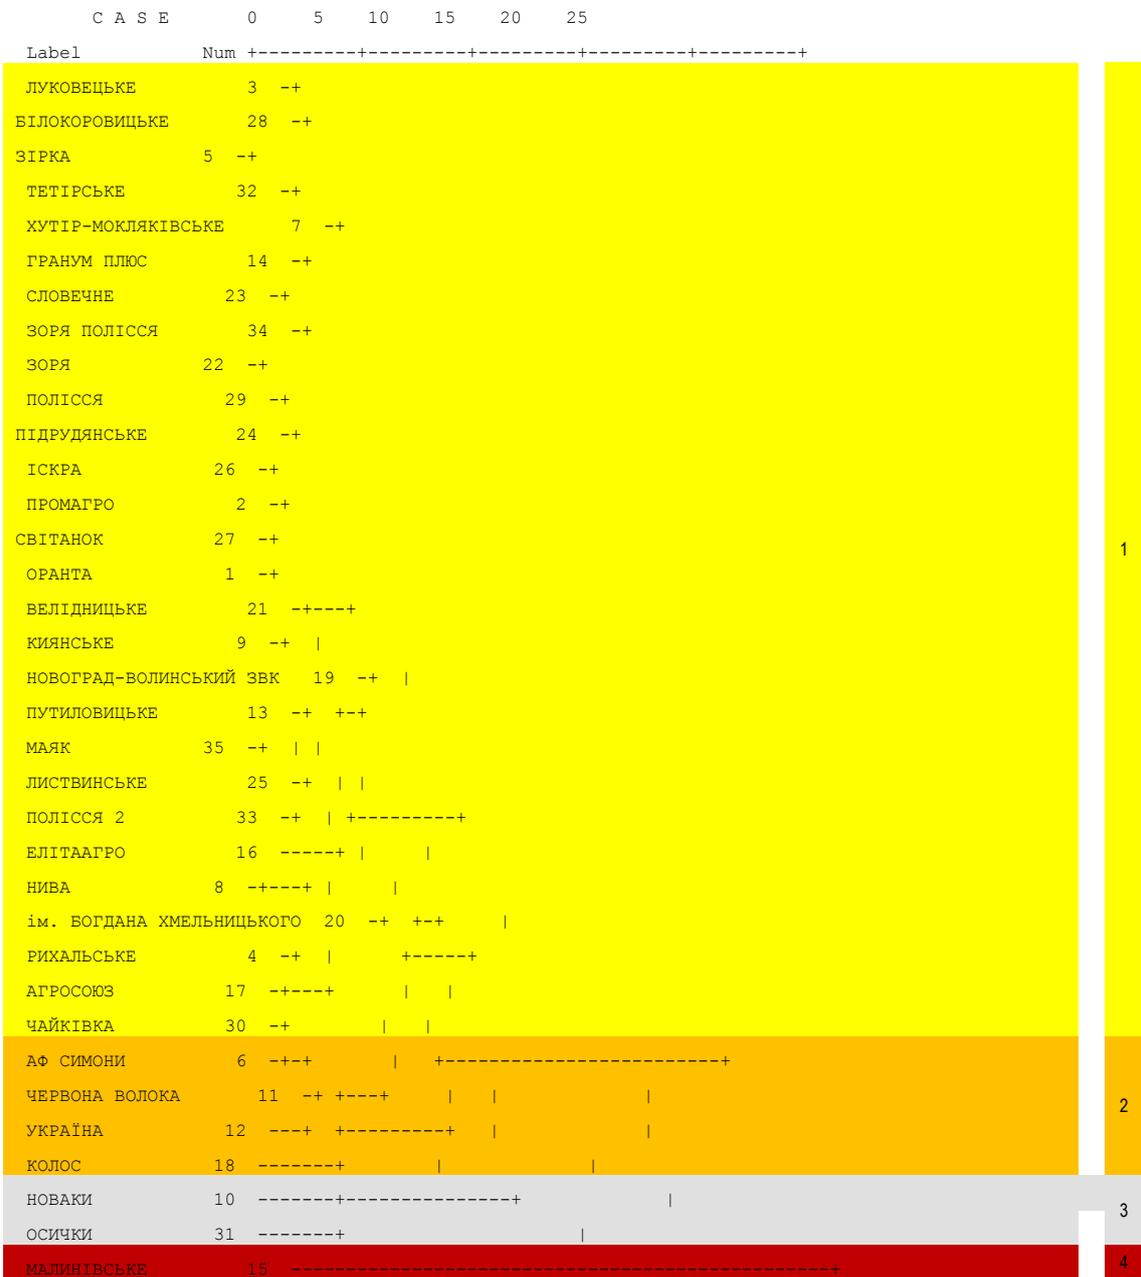 C A S E 0 5 10 15 20 25
Label Num +---------+---------+---------+---------+---------+
ЛУКОВЕЦЬКЕ 3 -+
БІЛОКОРОВИЦЬКЕ 28 -+
ЗІРКА 5 -+
ТЕТІРСЬКЕ 32 -+
ХУТІР-МОКЛЯКІВСЬКЕ 7 -+
ГРАНУМ ПЛЮС 14 -+
СЛОВЕЧНЕ 23 -+
ЗОРЯ ПОЛІССЯ 34 -+
ЗОРЯ 22 -+
ПОЛІССЯ 29 -+
ПІДРУДЯНСЬКЕ 24 -+
ІСКРА 26 -+
ПРОМАГРО 2 -+
СВІТАНОК 27 -+
1
ОРАНТА 1 -+
ВЕЛІДНИЦЬКЕ 21 -+---+
КИЯНСЬКЕ 9 -+ |
НОВОГРАД-ВОЛИНСЬКИЙ ЗВК 19 -+ |
ПУТИЛОВИЦЬКЕ 13 -+ +-+
МАЯК 35 -+ | |
ЛИСТВИНСЬКЕ 25 -+ | |
ПОЛІССЯ 2 33 -+ | +---------+
ЕЛІТААГРО 16 -----+ | |
НИВА 8 -+---+ | |
ім. БОГДАНА ХМЕЛЬНИЦЬКОГО 20 -+ +-+ |
РИХАЛЬСЬКЕ 4 -+ | +-----+
АГРОСОЮЗ 17 -+---+ | |
ЧАЙКІВКА 30 -+ | |
АФ СИМОНИ 6 -+-+ | +-------------------------+
ЧЕРВОНА ВОЛОКА 11 -+ +---+ | | |
2
УКРАЇНА 12 ---+ +---------+ | |
КОЛОС 18 -------+ | |
НОВАКИ 10 -------+---------------+ |
3
ОСИЧКИ 31 -------+ |
МАЛИНІВСЬКЕ 15 -------------------------------------------------+
4